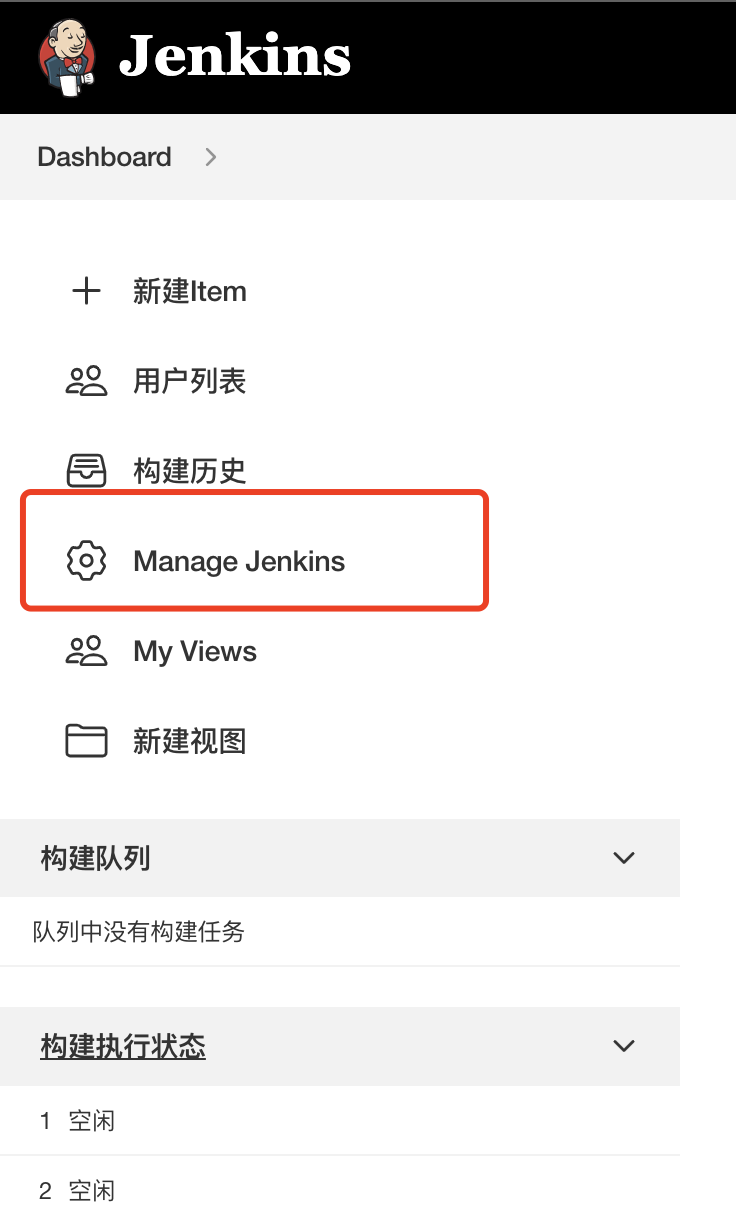 Jenkins
Dashboard
新建Item
用户列表
构建历史
Manage Jenkins
My Views
新建视图
构建队列
队列中没有构建任务
构建执行状态
1 空闲
2 空闲